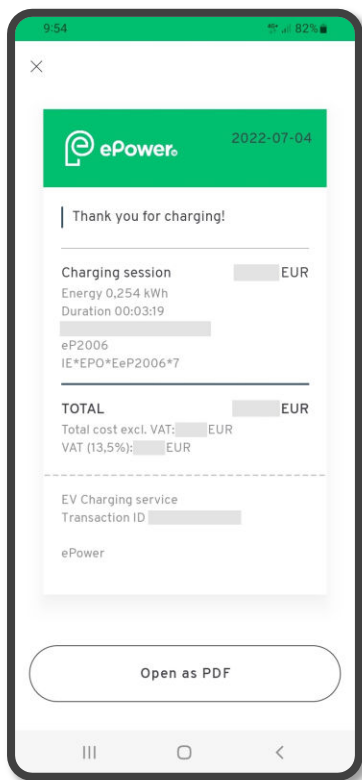 9:54 82%
ePower
2022-07-04
Thank you for charging!
Charging session EUR
Energy 0,254 kWh
Duration 00:03:19
eP2006
IE*EPO*EeP2006*7
TOTAL EUR
Total cost excl. VAT: EUR
VAT (13,5%): EUR
EV Charging service
Transaction ID
ePower
Open as PDF